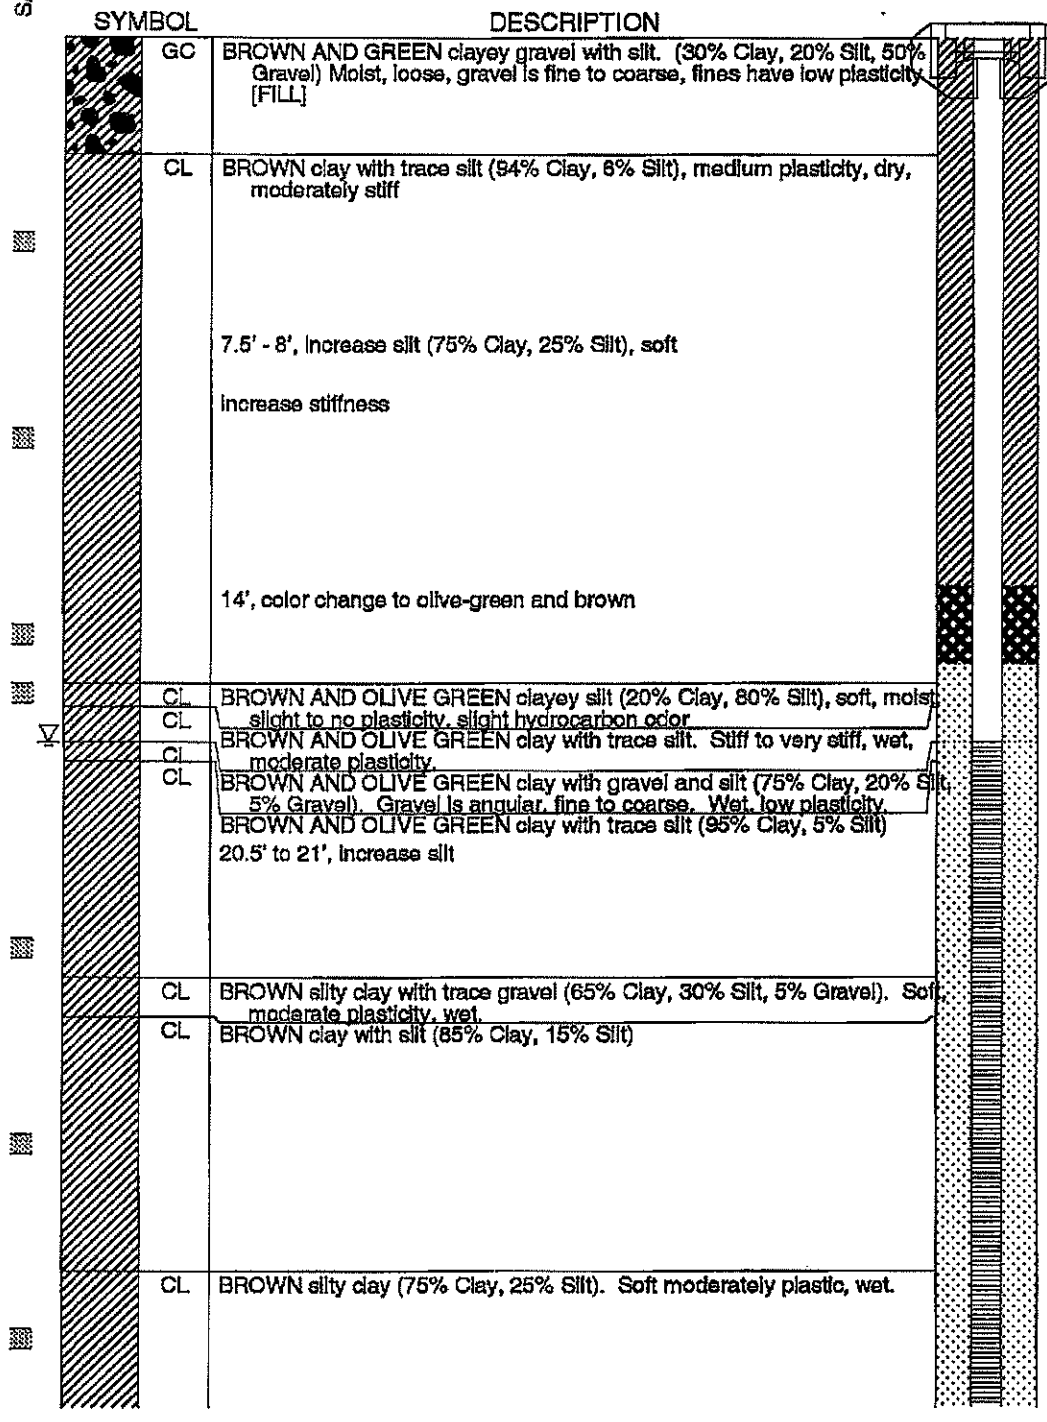 SYMBOL DESCRIPTION
GC BROWN AND GREEN clayey gravel with silt. (30% Clay, 20% Silt, 50%
Gravel) Moist, loose, gravel is fine to coarse, fines have low plasticity
[FILL]
CL BROWN clay with trace silt (94% Clay, 6% Silt), medium plasticity, dry,
moderately stiff
7.5' - 8', increase silt (75% Clay, 25% Silt), soft
increase stiffness
14', color change to olive-green and brown
CL BROWN AND OLIVE GREEN clayey silt (20% Clay, 80% Silt), soft, moist,
slight to no plasticity, slight hydrocarbon odor
CL BROWN AND OLIVE GREEN clay with trace silt. Stiff to very stiff, wet,
moderate plasticity.
CL BROWN AND OLIVE GREEN clay with gravel and silt (75% Clay, 20% Silt,
5% Gravel). Gravel is angular, fine to coarse. Wet, low plasticity.
CL BROWN AND OLIVE GREEN clay with trace silt (95% Clay, 5% Silt)
20.5' to 21', increase silt
CL BROWN silty clay with trace gravel (65% Clay, 30% Silt, 5% Gravel). Soft,
moderate plasticity, wet.
CL BROWN clay with silt (85% Clay, 15% Silt)
CL BROWN silty clay (75% Clay, 25% Silt). Soft moderately plastic, wet.